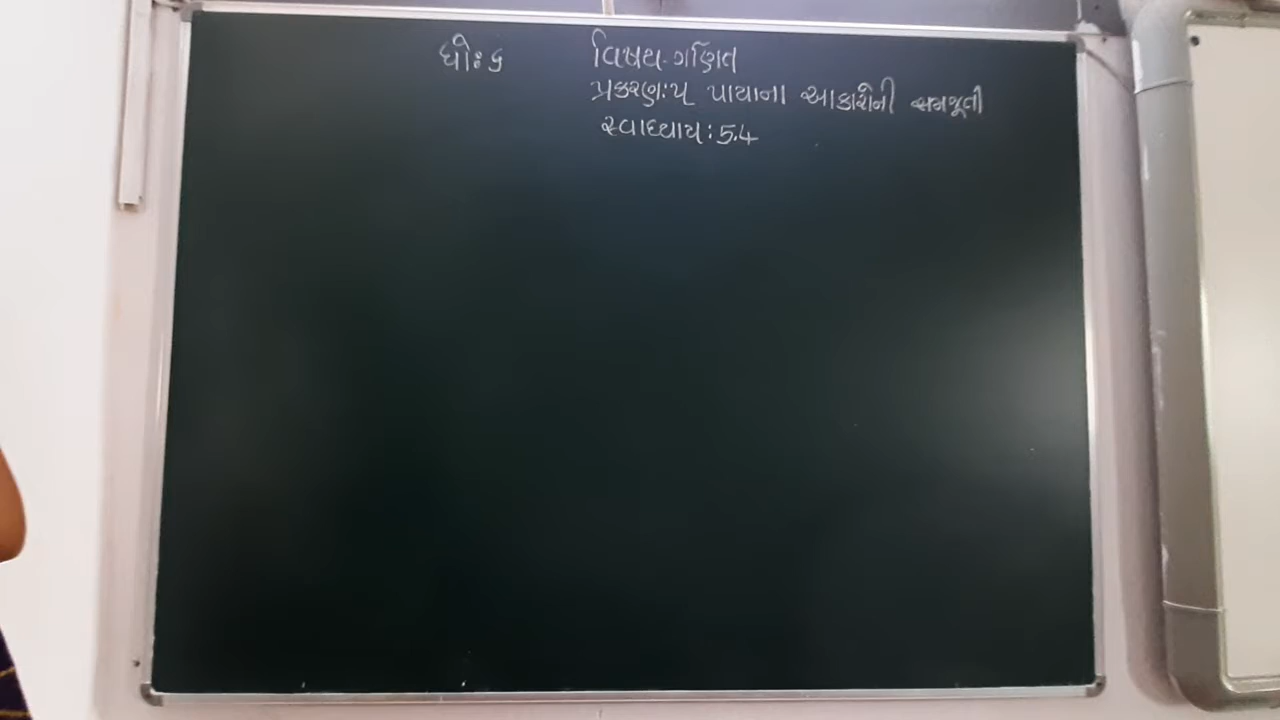 ધોઃ ૬ વિષય-ગણિત
પ્રકરણઃ૫ પાયાના આકારોની સમજૂતી
સ્વાધ્યાયઃ5.4